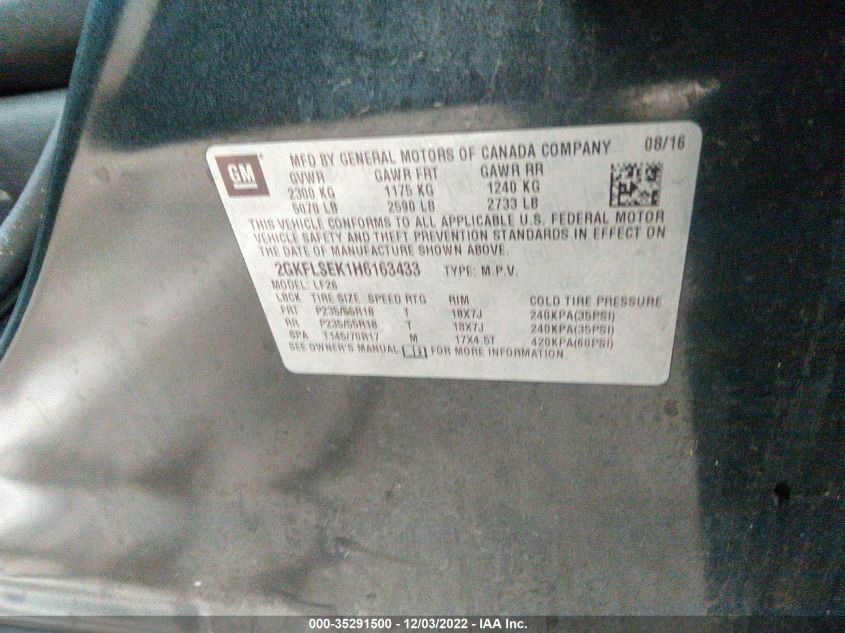 GM
MFD BY GENERAL MOTORS OF CANADA COMPANY 08/16
GVWR GAWR FRT GAWR RR
2300 KG 1175 KG 1240 KG
5070 LB 2590 LB 2733 LB
THIS VEHICLE CONFORMS TO ALL APPLICABLE U.S. FEDERAL MOTOR
VEHICLE SAFETY AND THEFT PREVENTION STANDARDS IN EFFECT ON
THE DATE OF MANUFACTURE SHOWN ABOVE.
2GKFLSEK1H6163433 TYPE: M.P.V.
MODEL: LF26
LBCK TIRE SIZE SPEED RTG RIM COLD TIRE PRESSURE
FRT P235/55R18 T 18X7J 240KPA(35PSI)
RR P235/55R18 T 18X7J 240KPA(35PSI)
SPA T145/70R17 M 17X4.5T 420KPA(60PSI)
SEE OWNER'S MANUAL FOR MORE INFORMATION.
000-35291500 - 12/03/2022 - IAA Inc.